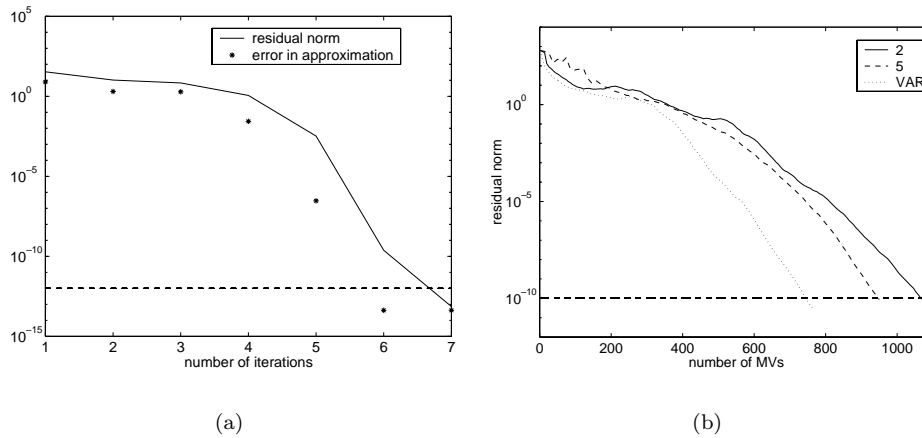 10^5
10^0
10^-5
10^-10
10^-15
residual norm
error in approximation
1 2 3 4 5 6 7
number of iterations
(a)
residual norm
10^0
10^-5
10^-10
2
5
VAR
0 200 400 600 800 1000
number of MVs
(b)